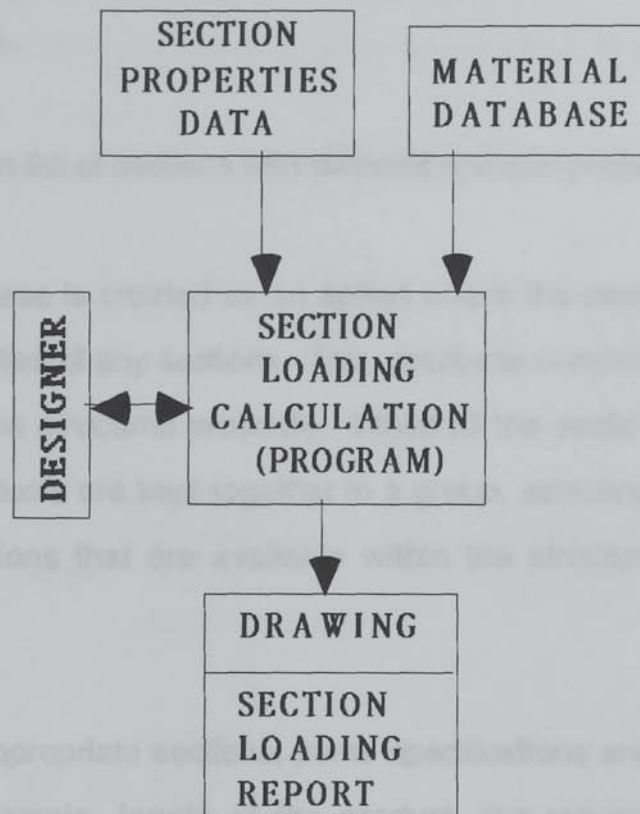 SECTION
PROPERTIES
DATA
MATERIAL
DATABASE
DESIGNER
SECTION
LOADING
CALCULATION
(PROGRAM)
DRAWING
SECTION
LOADING
REPORT